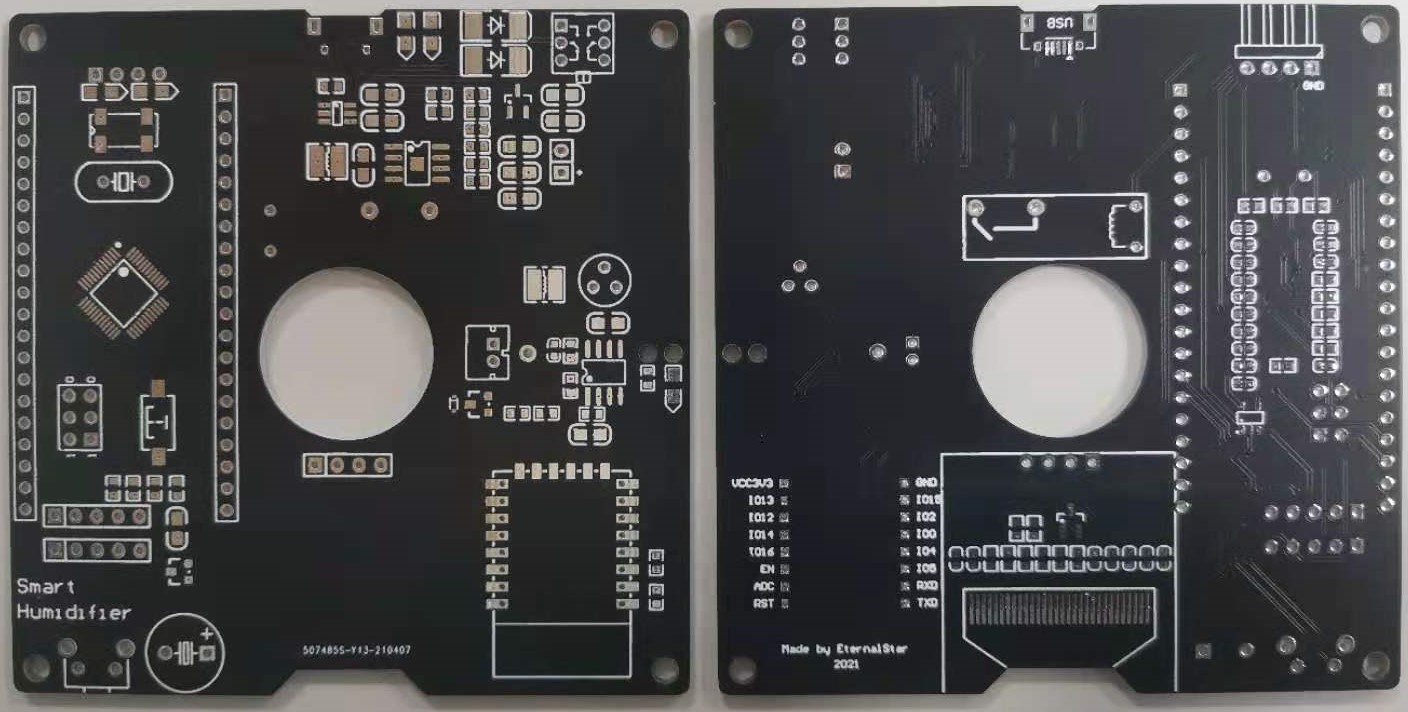 Smart
Humidifier
507485S-Y13-210407
USB
GND
VCC3V3
IO13
IO12
IO14
IO16
EN
ADC
RST
GND
IO15
IO2
IO0
IO4
IO5
RXD
TXD
Made by EternalStar
2021